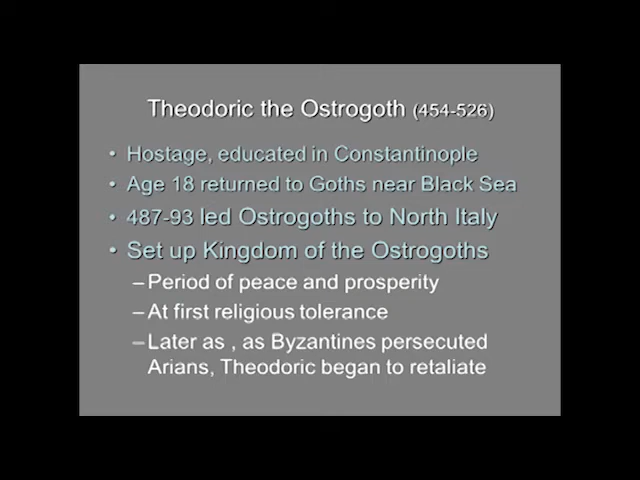 Theodoric the Ostrogoth (454-526)
• Hostage, educated in Constantinople
• Age 18 returned to Goths near Black Sea
• 487-93 led Ostrogoths to North Italy
• Set up Kingdom of the Ostrogoths
– Period of peace and prosperity
– At first religious tolerance
– Later as , as Byzantines persecuted
Arians, Theodoric began to retaliate